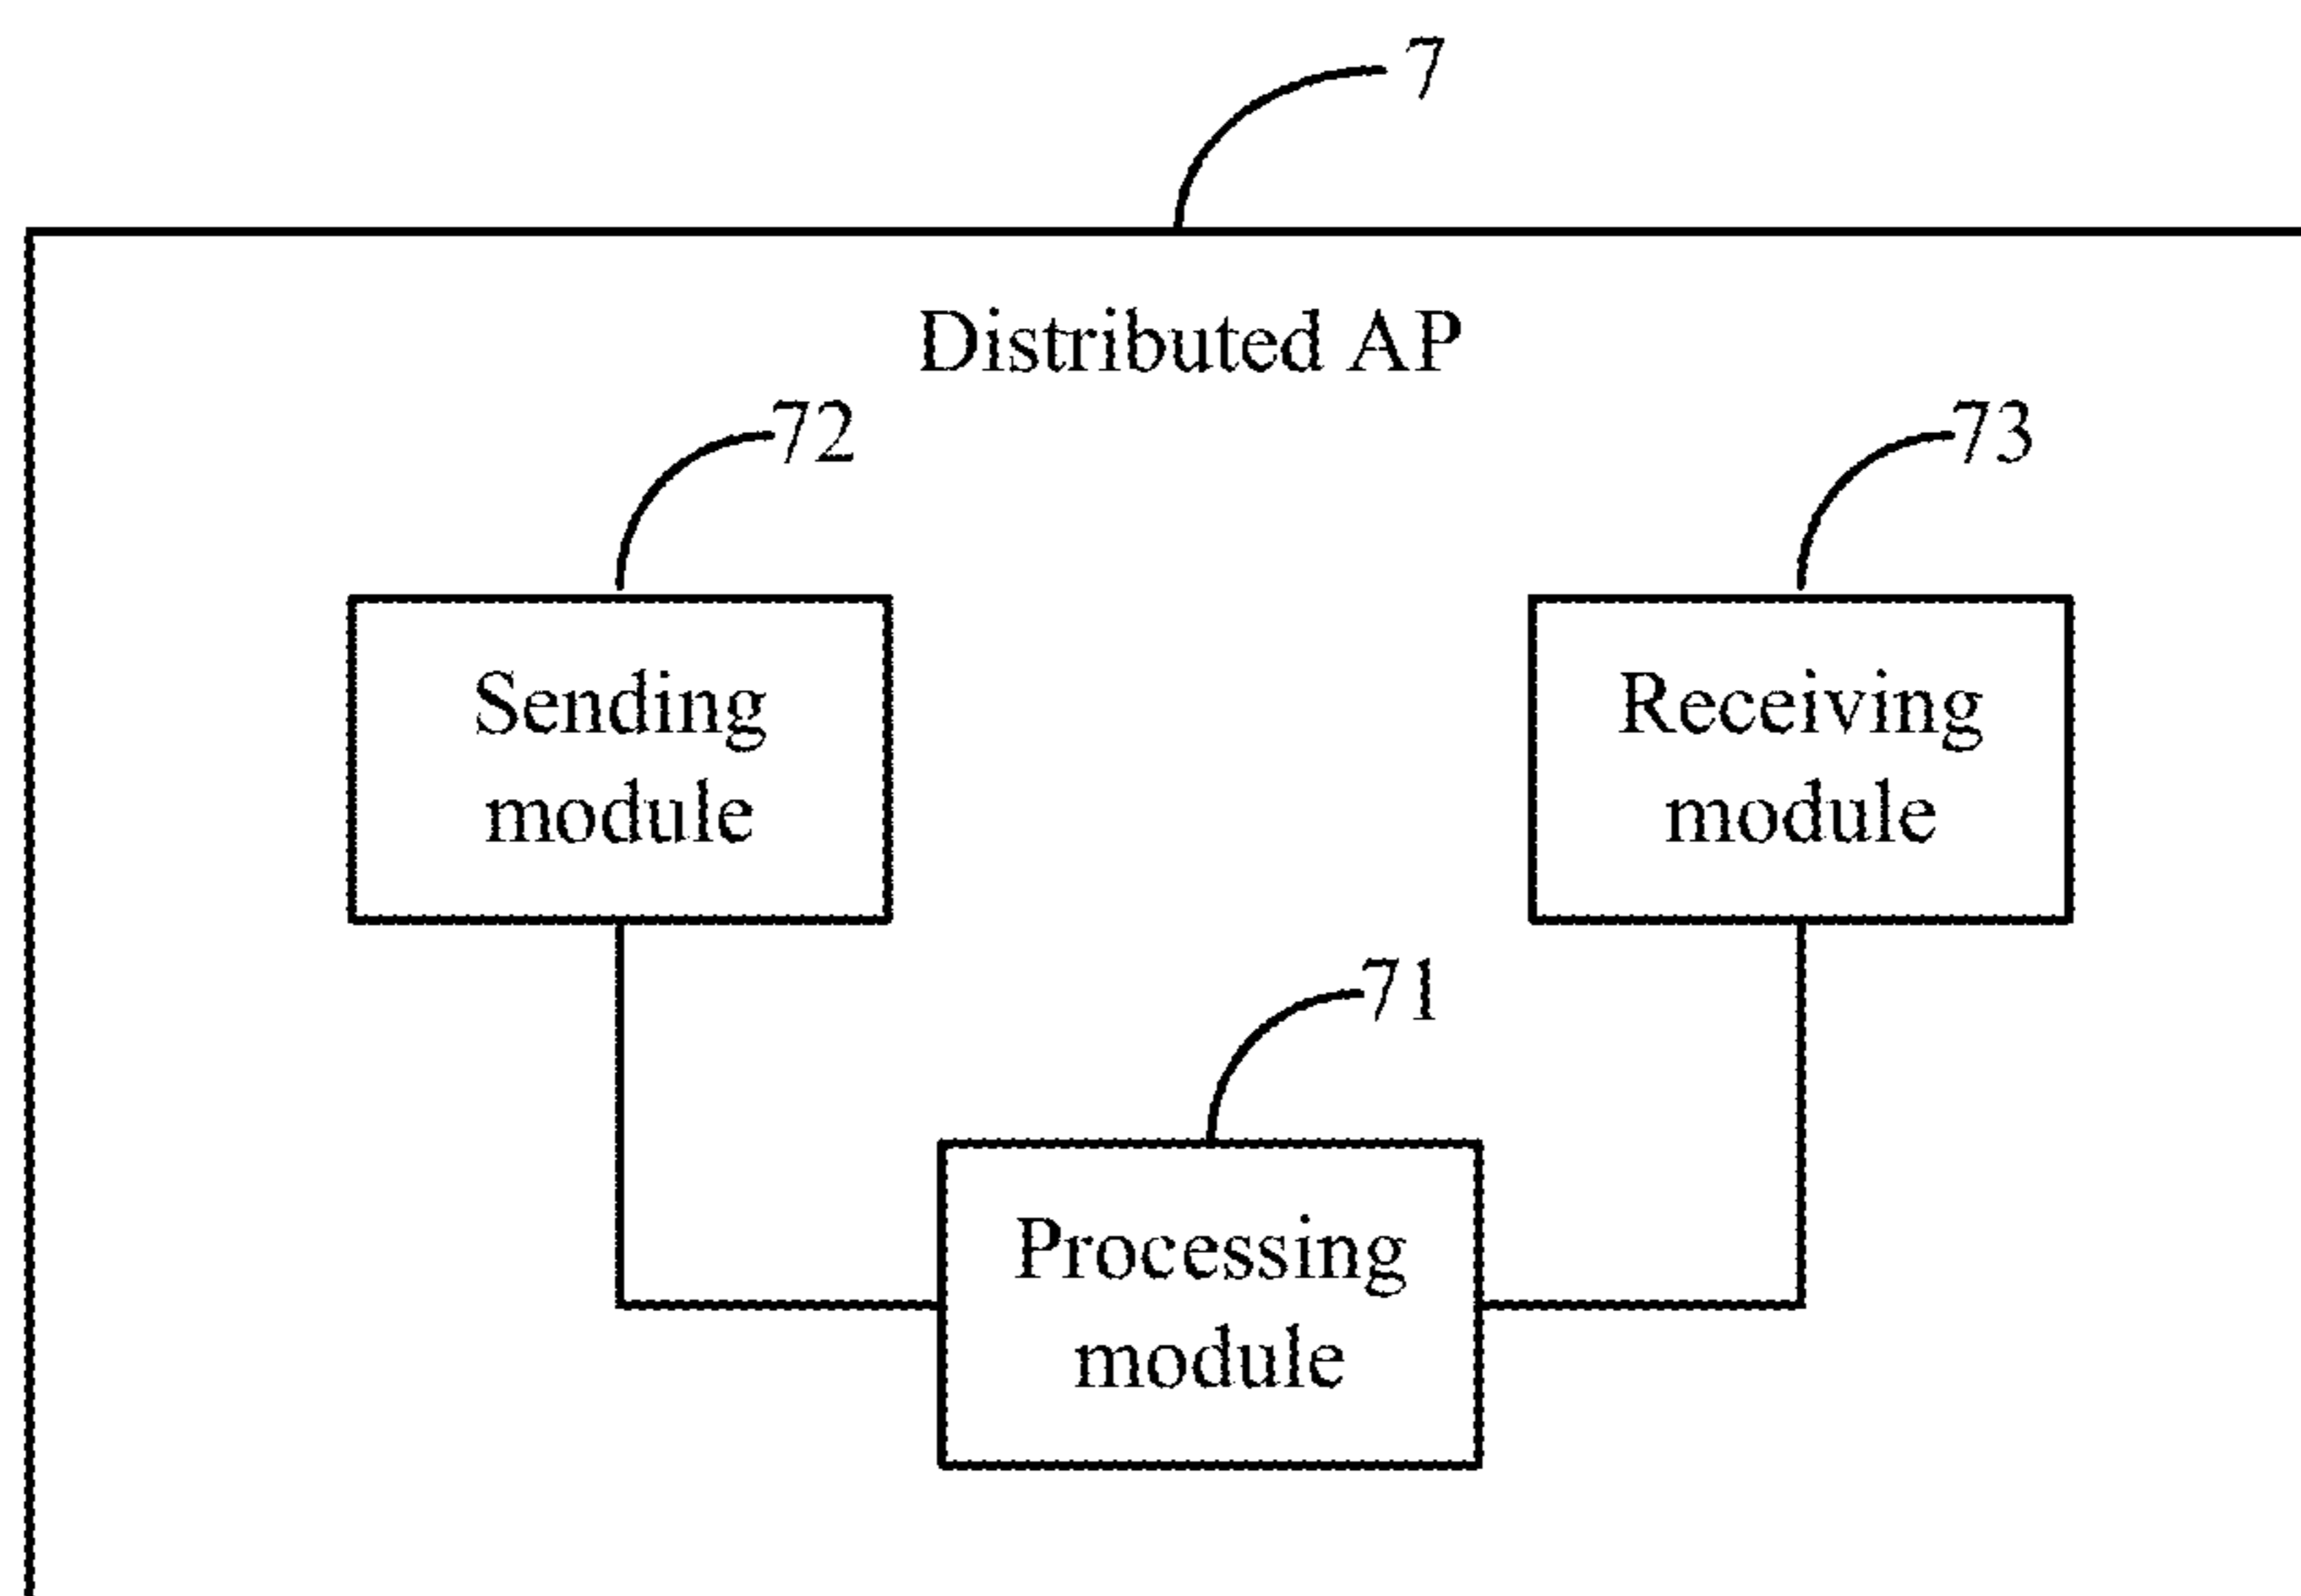 7
Distributed AP
72
73
Sending
module
Receiving
module
71
Processing
module